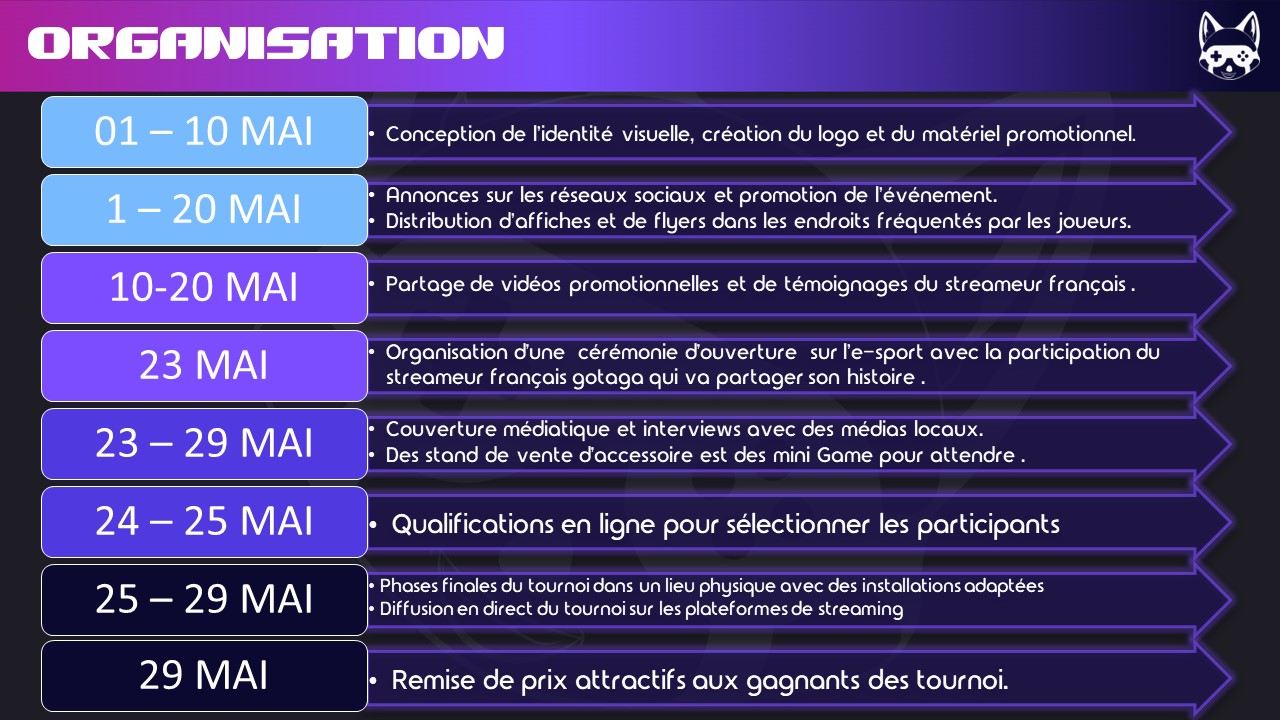 ORGANISATION
01 – 10 MAI
• Conception de l'identité visuelle, création du logo et du matériel promotionnel.
1 – 20 MAI
• Annonces sur les réseaux sociaux et promotion de l'événement.
• Distribution d'affiches et de flyers dans les endroits fréquentés par les joueurs.
10-20 MAI
• Partage de vidéos promotionnelles et de témoignages du streameur français .
23 MAI
• Organisation d'une cérémonie d'ouverture sur l'e-sport avec la participation du
streameur français gotaga qui va partager son histoire .
23 – 29 MAI
• Couverture médiatique et interviews avec des médias locaux.
• Des stand de vente d'accessoire est des mini Game pour attendre .
24 – 25 MAI
• Qualifications en ligne pour sélectionner les participants
25 – 29 MAI
• Phases finales du tournoi dans un lieu physique avec des installations adaptées
• Diffusion en direct du tournoi sur les plateformes de streaming
29 MAI
• Remise de prix attractifs aux gagnants des tournoi.